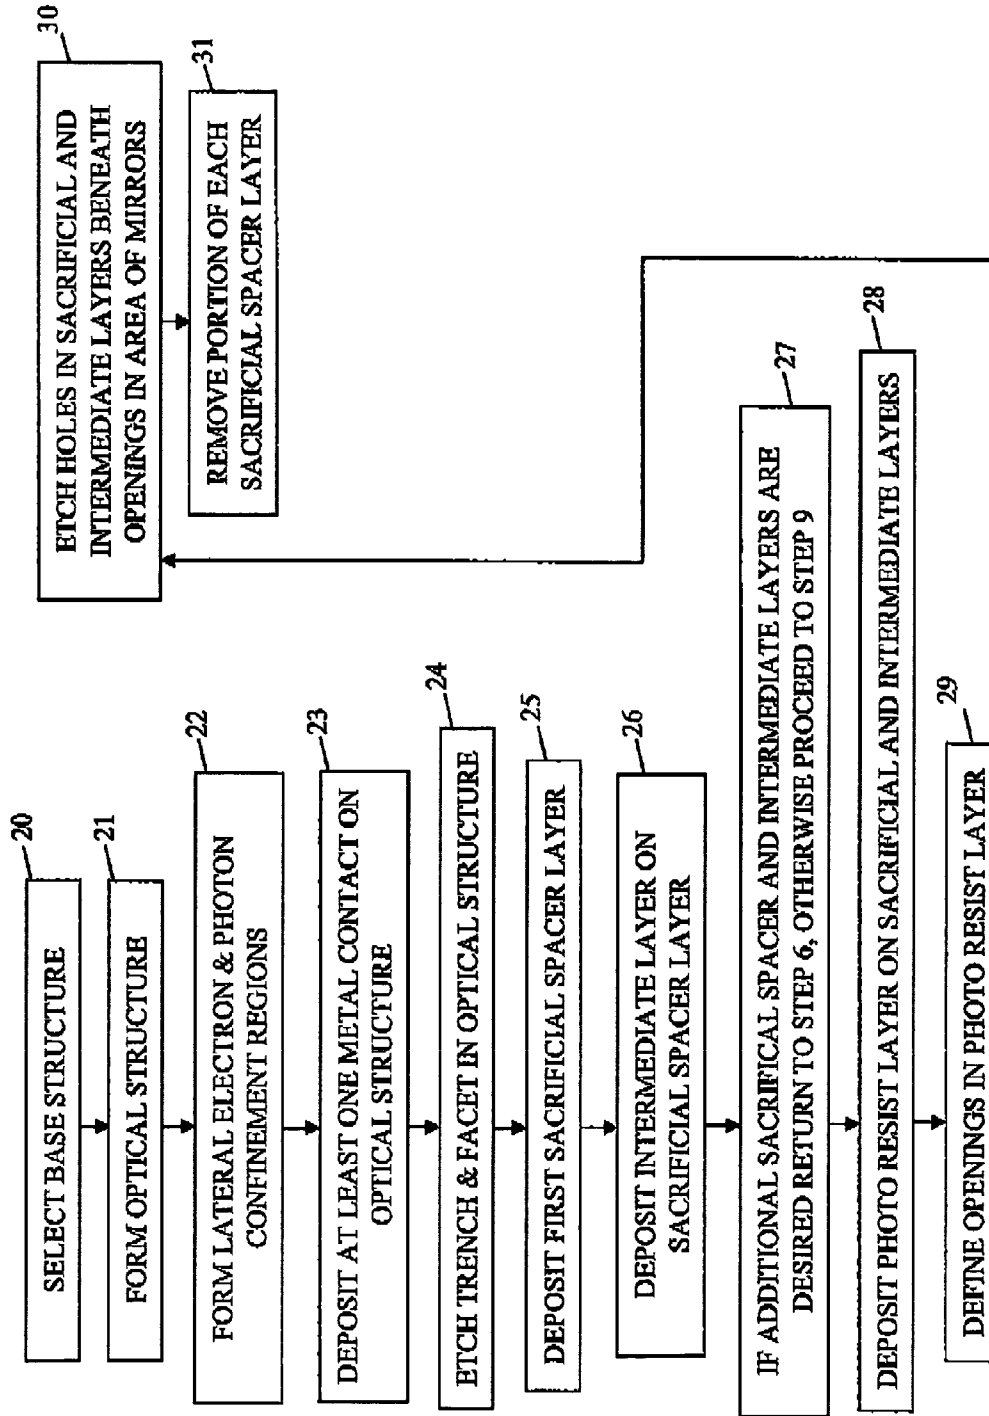 20
SELECT BASE STRUCTURE
21
FORM OPTICAL STRUCTURE
22
FORM LATERAL ELECTRON & PHOTON
CONFINEMENT REGIONS
23
DEPOSIT AT LEAST ONE METAL CONTACT ON
OPTICAL STRUCTURE
24
ETCH TRENCH & FACET IN OPTICAL STRUCTURE
25
DEPOSIT FIRST SACRIFICIAL SPACER LAYER
26
DEPOSIT INTERMEDIATE LAYER ON
SACRIFICIAL SPACER LAYER
27
IF ADDITIONAL SACRIFICAL SPACER AND INTERMEDIATE LAYERS ARE
DESIRED RETURN TO STEP 6, OTHERWISE PROCEED TO STEP 9
28
DEPOSIT PHOTO RESIST LAYER ON SACRIFICIAL AND INTERMEDIATE LAYERS
29
DEFINE OPENINGS IN PHOTO RESIST LAYER
30
ETCH HOLES IN SACRIFICIAL AND
INTERMEDIATE LAYERS BENEATH
OPENINGS IN AREA OF MIRRORS
31
REMOVE PORTION OF EACH
SACRIFICIAL SPACER LAYER